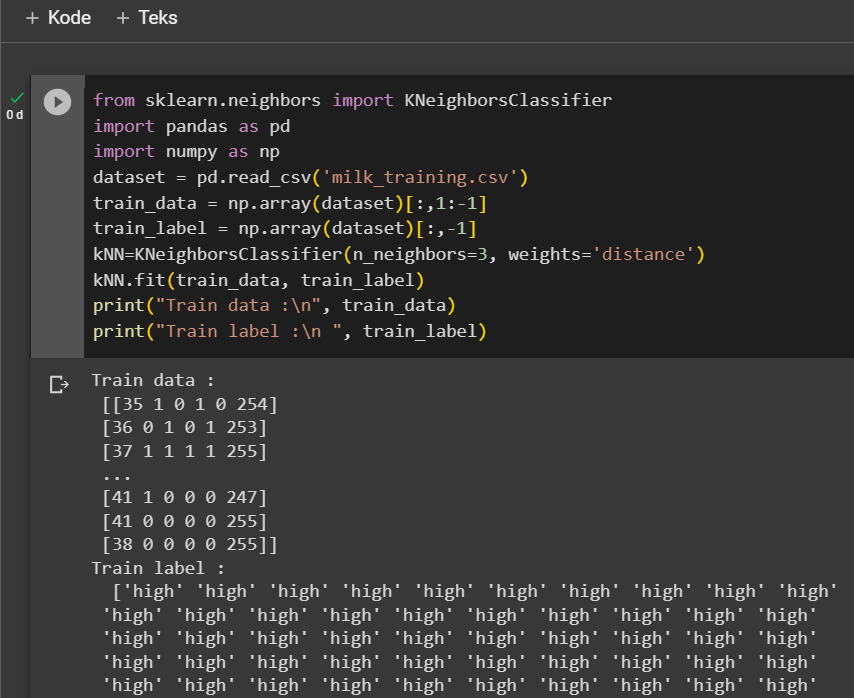 + Kode + Teks
0 d
from sklearn.neighbors import KNeighborsClassifier
import pandas as pd
import numpy as np
dataset = pd.read_csv('milk_training.csv')
train_data = np.array(dataset)[:,1:-1]
train_label = np.array(dataset)[:,-1]
kNN=KNeighborsClassifier(n_neighbors=3, weights='distance')
kNN.fit(train_data, train_label)
print("Train data :\n", train_data)
print("Train label :\n ", train_label)
Train data :
[[35 1 0 1 0 254]
[36 0 1 0 1 253]
[37 1 1 1 1 255]
...
[41 1 0 0 0 247]
[41 0 0 0 0 255]
[38 0 0 0 0 255]]
Train label :
['high' 'high' 'high' 'high' 'high' 'high' 'high' 'high' 'high' 'high'
'high' 'high' 'high' 'high' 'high' 'high' 'high' 'high' 'high' 'high'
'high' 'high' 'high' 'high' 'high' 'high' 'high' 'high' 'high' 'high'
'high' 'high' 'high' 'high' 'high' 'high' 'high' 'high' 'high' 'high'
'high' 'high' 'high' 'high' 'high' 'high' 'high' 'high' 'high' 'high'